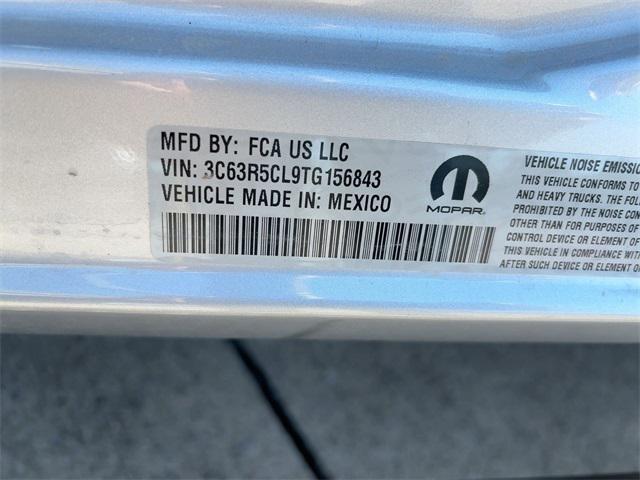 MFD BY: FCA US LLC
VIN: 3C63R5CL9TG156843
VEHICLE MADE IN: MEXICO
MOPAR
VEHICLE NOISE EMISSION
THIS VEHICLE CONFORMS TO
AND HEAVY TRUCKS. THE
PROHIBITED BY THE NOISE CON
OTHER THAN FOR PURPOSES OF
CONTROL DEVICE OR ELEMENT OF
THIS VEHICLE IN COMPLIANCE WITH
AFTER SUCH DEVICE OR ELEMENT OF